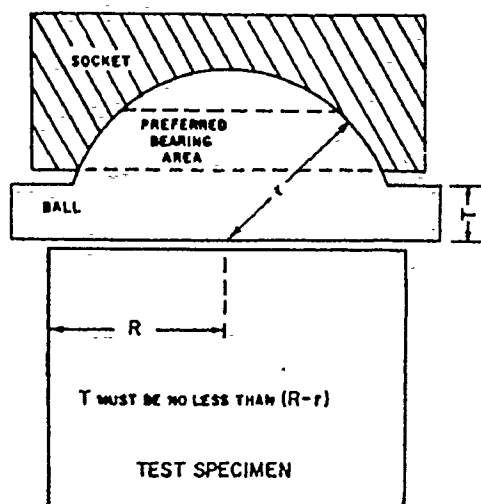 SOCKET
PREFERRED
BEARING
AREA
r
BALL
T
R
T MUST BE NO LESS THAN (R-r)
TEST SPECIMEN